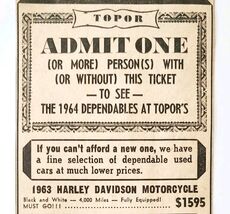 TOPOR
ADMIT ONE
(OR MORE) PERSON(S) WITH
(OR WITHOUT) THIS TICKET
— TO SEE —
THE 1964 DEPENDABLES AT TOPOR'S
If you can't afford a new one, we have
a fine selection of dependable used
cars at much lower prices.
1963 HARLEY DAVIDSON MOTORCYCLE
Black and White — 4,000 Miles — Fully Equipped!
MUST GO!!! $1595